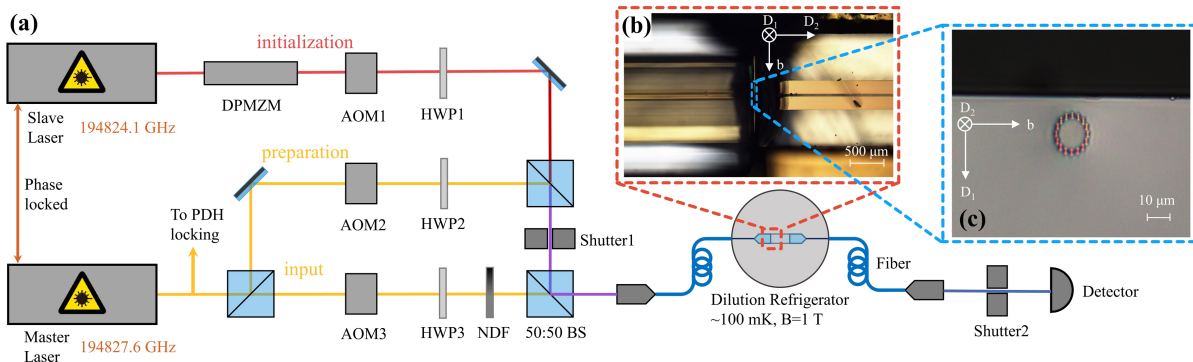 (a)
initialization
DPMZM
AOM1
HWP1
Slave
Laser
194824.1 GHz
Phase
locked
preparation
To PDH
locking
AOM2
HWP2
Shutter1
input
AOM3
HWP3
NDF
50:50 BS
Master
Laser
194827.6 GHz
(b)
D1
D2
b
500 μm
Dilution Refrigerator
~100 mK, B=1 T
Fiber
Shutter2
Detector
(c)
D2
b
D1
10 μm